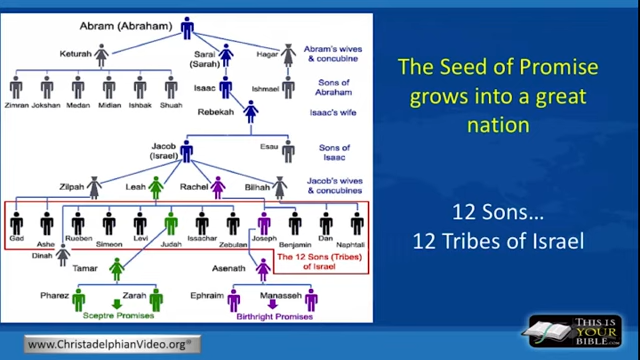 Abram (Abraham)
Keturah
Sarai
(Sarah)
Hagar
Abram's wives
& concubine
Zimran Jokshan Medan Midian Ishbak Shuah
Isaac
Ishmael
Sons of
Abraham
Rebekah
Isaac's wife
Jacob
(Israel)
Esau
Sons of
Isaac
Zilpah
Leah
Rachel
Bilhah
Jacob's wives
& concubines
Gad Ashe Rueben Simeon Levi Judah Issachar Zebulan Joseph Benjamin Dan Naphtali
Dinah
The 12 Sons (Tribes)
of Israel
Tamar
Asenath
Pharez
Zarah
Ephraim
Manasseh
Sceptre Promises
Birthright Promises
The Seed of Promise
grows into a great
nation
12 Sons...
12 Tribes of Israel
www.ChristadelphianVideo.org®
THIS IS
YOUR
BIBLE.com